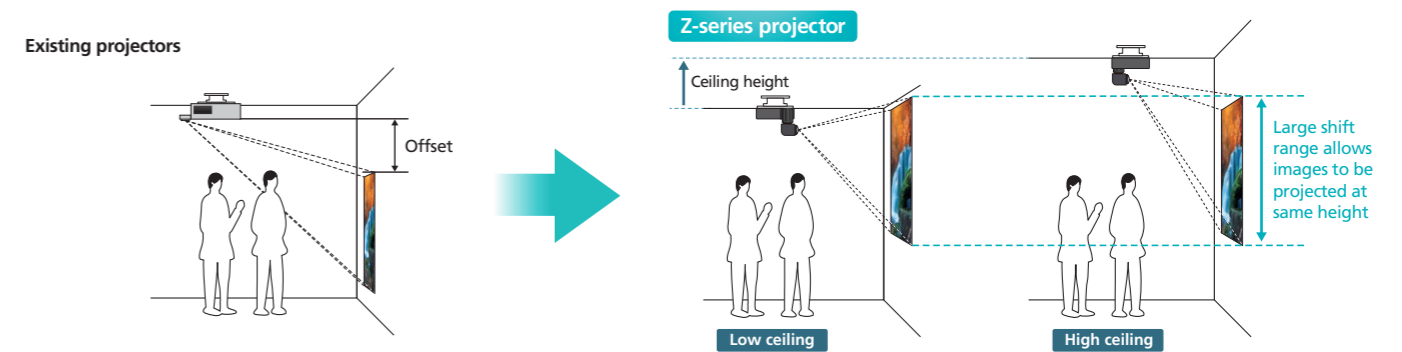 Existing projectors
Offset
Z-series projector
Ceiling height
Large shift
range allows
images to be
projected at
same height
Low ceiling
High ceiling